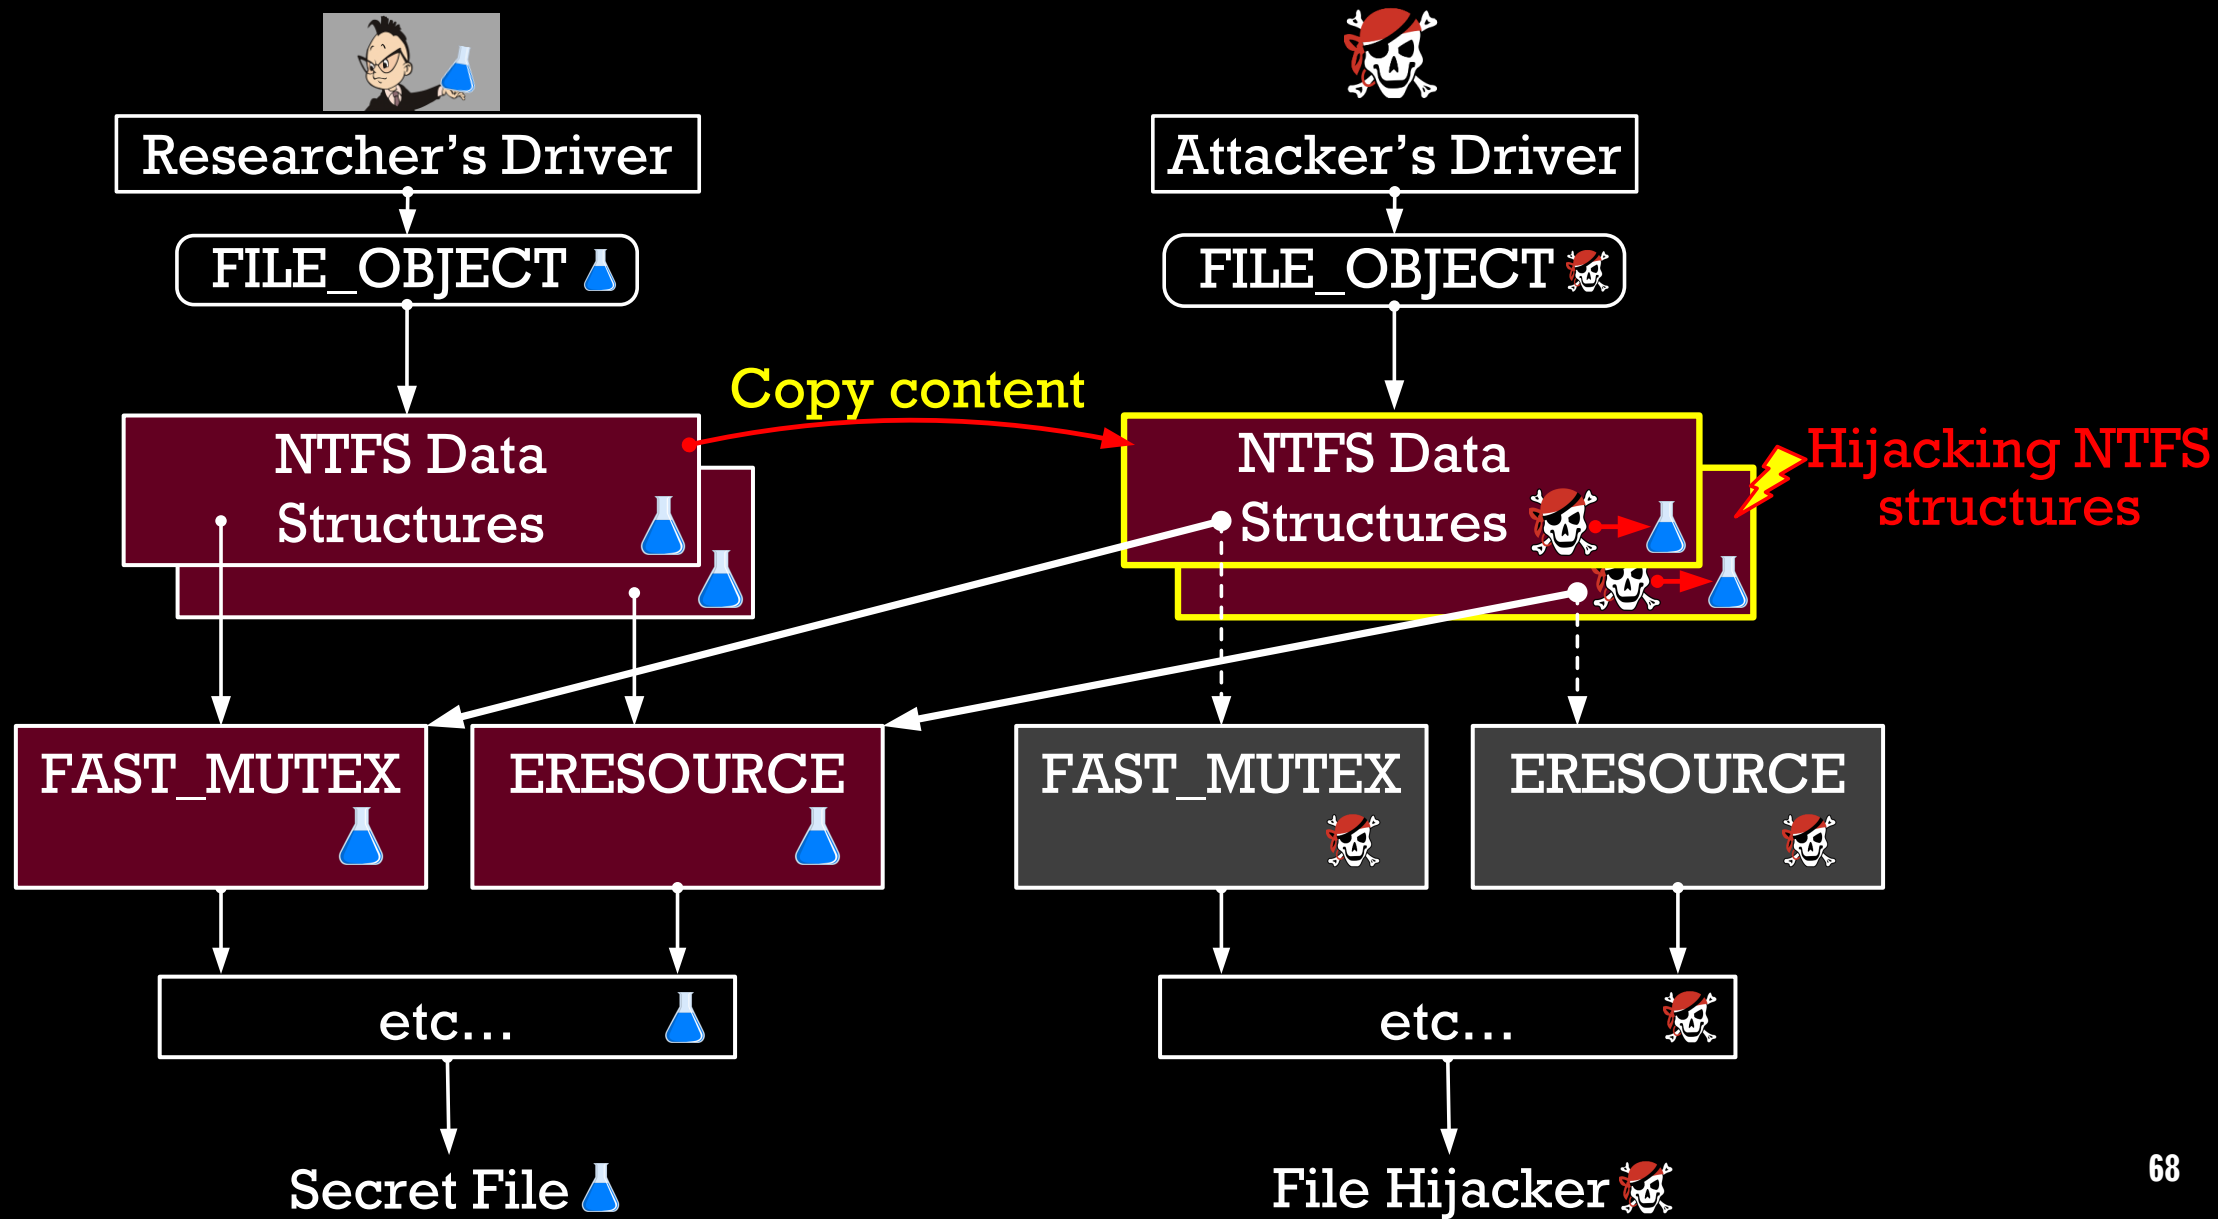 Researcher’s Driver
Attacker’s Driver
FILE_OBJECT
FILE_OBJECT
Copy content
NTFS Data
Structures
NTFS Data
Structures
Hijacking NTFS
structures
FAST_MUTEX
ERESOURCE
FAST_MUTEX
ERESOURCE
etc…
etc…
Secret File
File Hijacker
68